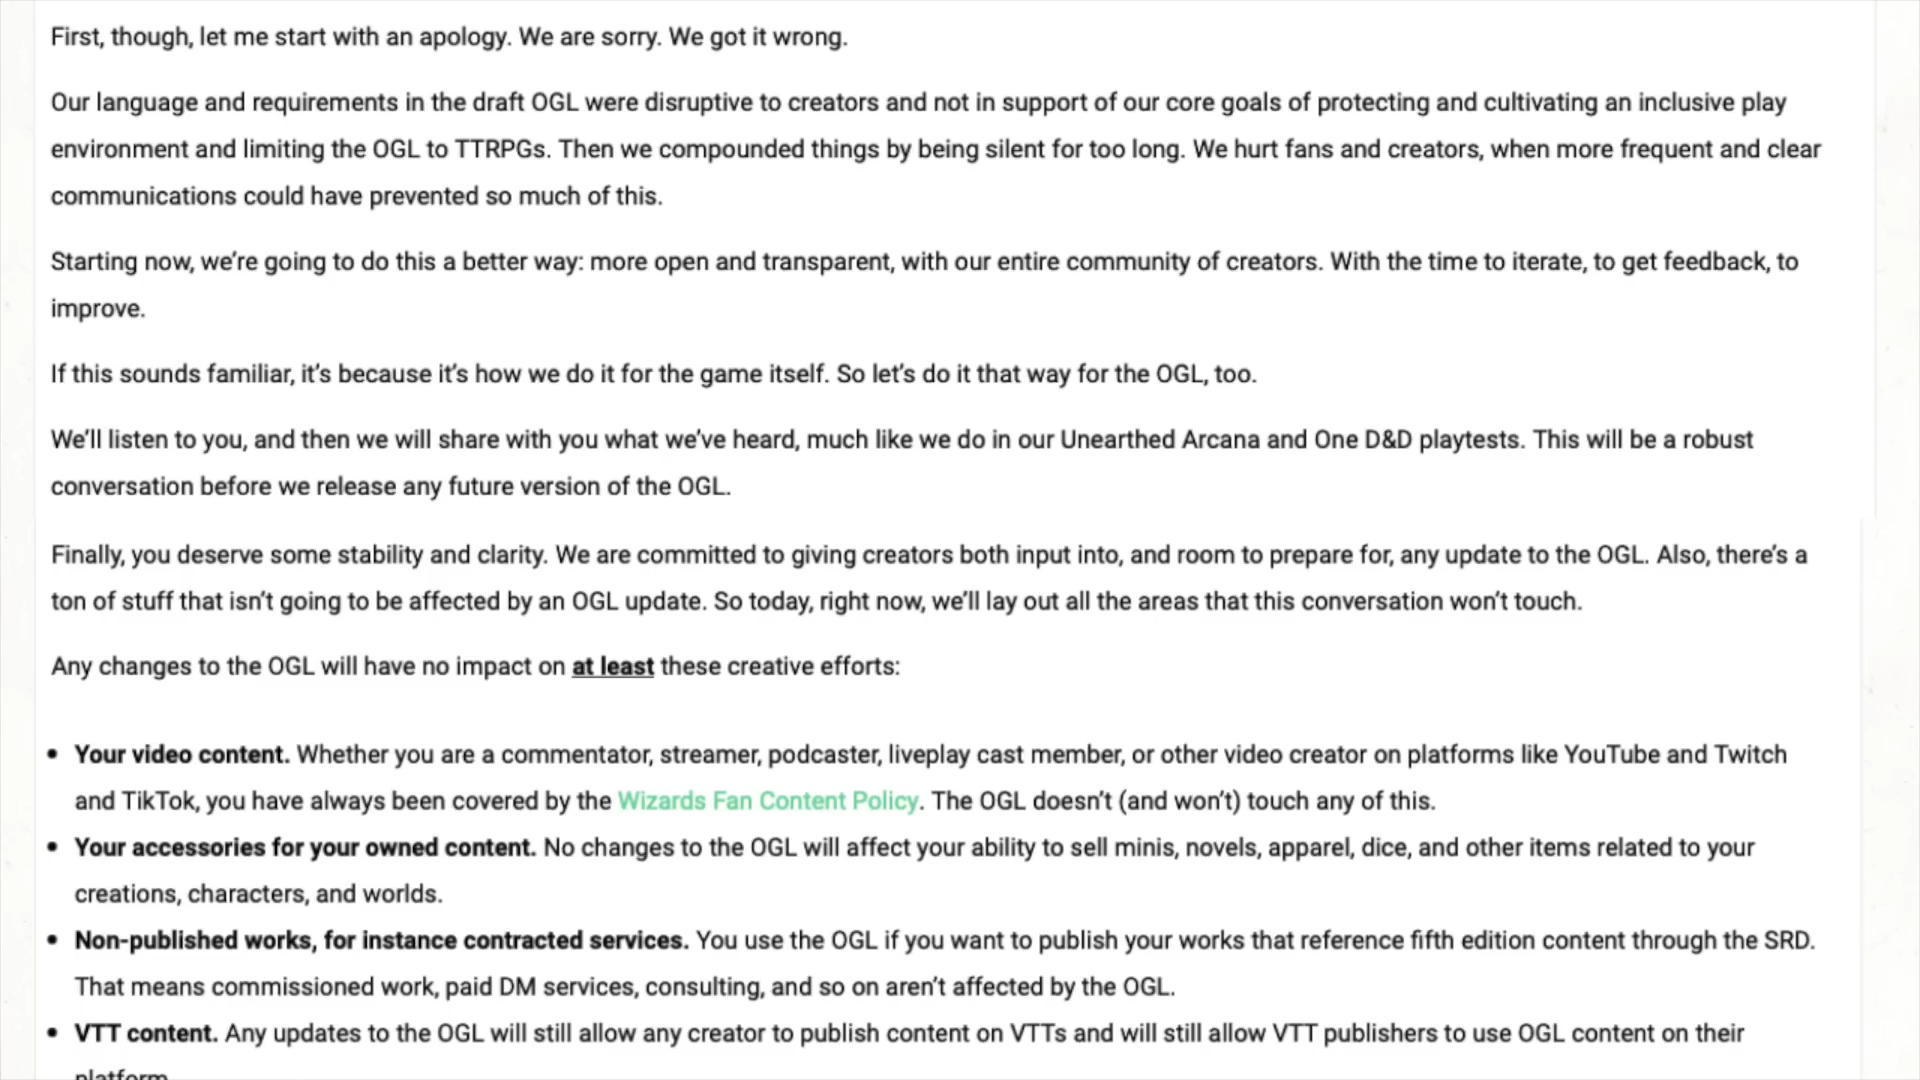 First, though, let me start with an apology. We are sorry. We got it wrong.
Our language and requirements in the draft OGL were disruptive to creators and not in support of our core goals of protecting and cultivating an inclusive play
environment and limiting the OGL to TTRPGs. Then we compounded things by being silent for too long. We hurt fans and creators, when more frequent and clear
communications could have prevented so much of this.
Starting now, we’re going to do this a better way: more open and transparent, with our entire community of creators. With the time to iterate, to get feedback, to
improve.
If this sounds familiar, it’s because it’s how we do it for the game itself. So let’s do it that way for the OGL, too.
We’ll listen to you, and then we will share with you what we’ve heard, much like we do in our Unearthed Arcana and One D&D playtests. This will be a robust
conversation before we release any future version of the OGL.
Finally, you deserve some stability and clarity. We are committed to giving creators both input into, and room to prepare for, any update to the OGL. Also, there’s a
ton of stuff that isn’t going to be affected by an OGL update. So today, right now, we’ll lay out all the areas that this conversation won’t touch.
Any changes to the OGL will have no impact on at least these creative efforts:
• Your video content. Whether you are a commentator, streamer, podcaster, liveplay cast member, or other video creator on platforms like YouTube and Twitch
and TikTok, you have always been covered by the Wizards Fan Content Policy. The OGL doesn’t (and won’t) touch any of this.
• Your accessories for your owned content. No changes to the OGL will affect your ability to sell minis, novels, apparel, dice, and other items related to your
creations, characters, and worlds.
• Non-published works, for instance contracted services. You use the OGL if you want to publish your works that reference fifth edition content through the SRD.
That means commissioned work, paid DM services, consulting, and so on aren’t affected by the OGL.
• VTT content. Any updates to the OGL will still allow any creator to publish content on VTTs and will still allow VTT publishers to use OGL content on their
platform.